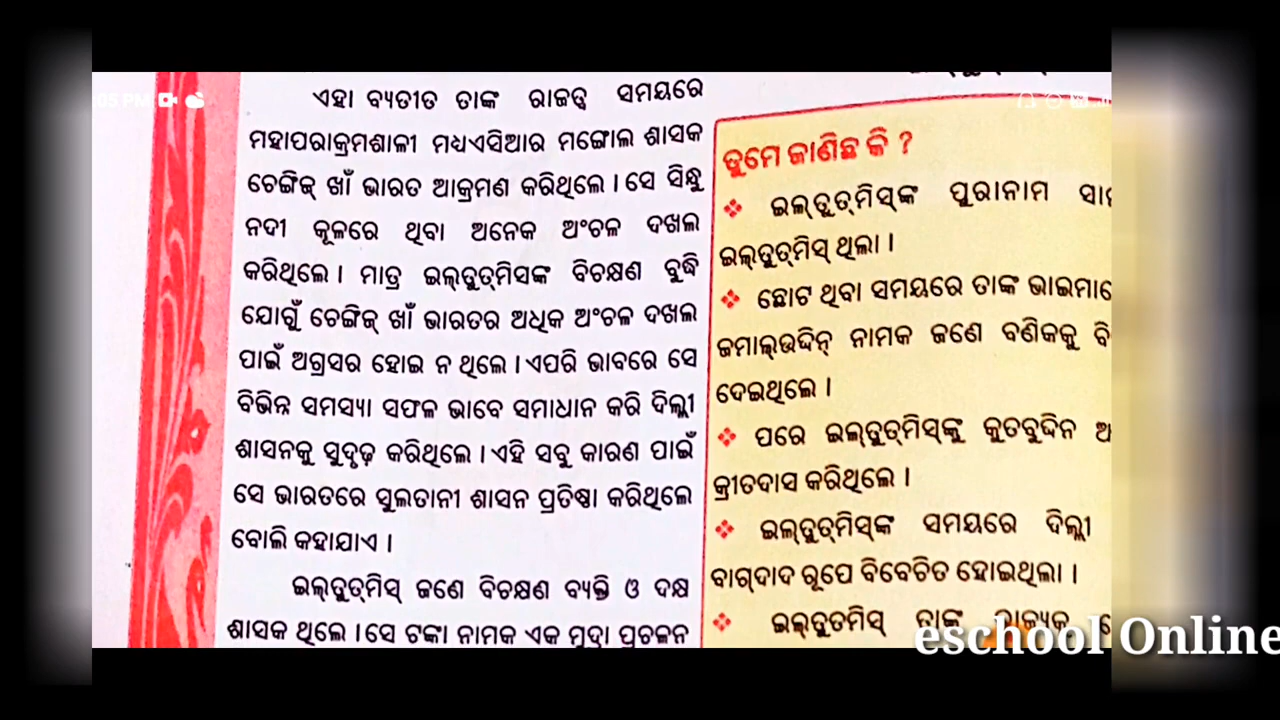 ଏହା ବ୍ୟତୀତ ତାଙ୍କ ରାଜତ୍ବ ସମୟରେ
ମହାପରାକ୍ରମଶାଳୀ ମଧ୍ୟଏସିଆର ମଙ୍ଗୋଲ ଶାସକ
ଚେଙ୍ଗିଜ୍ ଖାଁ ଭାରତ ଆକ୍ରମଣ କରିଥିଲେ । ସେ ସିନ୍ଧୁ
ନଦୀ କୂଳରେ ଥିବା ଅନେକ ଅଂଚଳ ଦଖଲ
କରିଥିଲେ । ମାତ୍ର ଇଲ୍‌ତୁତ୍‌ମିସଙ୍କ ବିଚକ୍ଷଣ ବୁଦ୍ଧି
ଯୋଗୁଁ ଚେଙ୍ଗିଜ୍ ଖାଁ ଭାରତର ଅଧିକ ଅଂଚଳ ଦଖଲ
ପାଇଁ ଅଗ୍ରସର ହୋଇ ନ ଥିଲେ । ଏପରି ଭାବରେ ସେ
ବିଭିନ୍ନ ସମସ୍ୟା ସଫଳ ଭାବେ ସମାଧାନ କରି ଦିଲ୍ଲୀ
ଶାସନକୁ ସୁଦୃଢ଼ କରିଥିଲେ । ଏହି ସବୁ କାରଣ ପାଇଁ
ସେ ଭାରତରେ ସୁଲତାନୀ ଶାସନ ପ୍ରତିଷ୍ଠା କରିଥିଲେ
ବୋଲି କହାଯାଏ ।
ଇଲ୍‌ତୁତ୍‌ମିସ୍ ଜଣେ ବିଚକ୍ଷଣ ବ୍ୟକ୍ତି ଓ ଦକ୍ଷ
ଶାସକ ଥିଲେ । ସେ ଟଙ୍କା ନାମକ ଏକ ମୁଦ୍ରା ପ୍ରଚଳନ
ତୁମେ ଜାଣିଛ କି ?
❖ ଇଲ୍‌ତୁତ୍‌ମିସ୍‌ଙ୍କ ପୁରାନାମ
ଇଲ୍‌ତୁତ୍‌ମିସ୍ ଥିଲା ।
❖ ଛୋଟ ଥିବା ସମୟରେ ତାଙ୍କ
ଜମାଲ୍‌ଉଦ୍ଦିନ୍ ନାମକ ଜଣେ ବଣିକକୁ
ଦେଇଥିଲେ ।
❖ ପରେ ଇଲ୍‌ତୁତ୍‌ମିସ୍‌ଙ୍କୁ କୁତବୁଦ୍ଦିନ
କ୍ରୀତଦାସ କରିଥିଲେ ।
❖ ଇଲ୍‌ତୁତ୍‌ମିସ୍‌ଙ୍କ ସମୟରେ ଦିଲ୍ଲୀ
ବାଗ୍‌ଦାଦ ରୂପେ ବିବେଚିତ ହୋଇଥିଲା ।
❖ ଇଲ୍‌ତୁତମିସ୍ ତାଙ୍କ
eschool Online